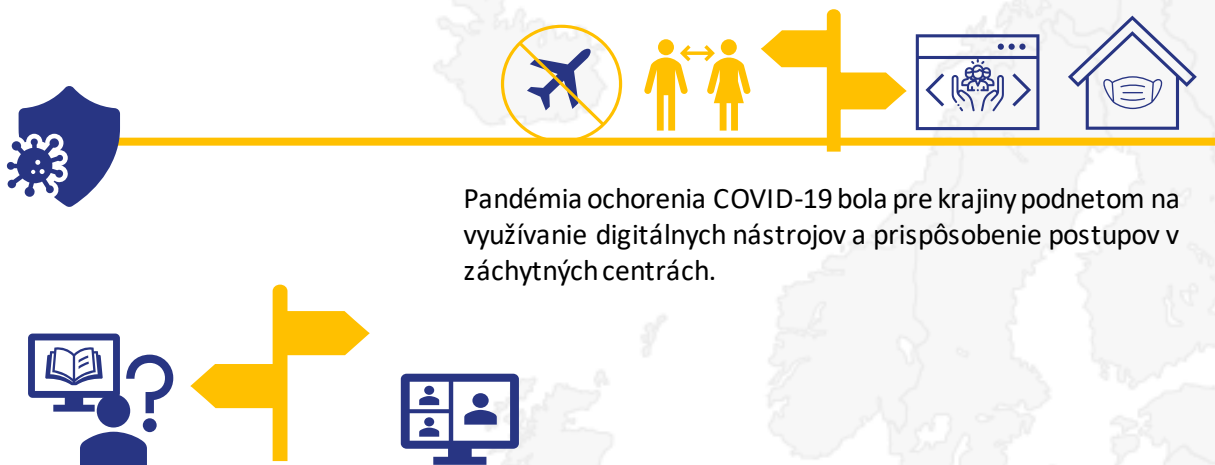 Pandémia ochorenia COVID-19 bola pre krajiny podnetom na
využívanie digitálnych nástrojov a prispôsobenie postupov v
záchytných centrách.